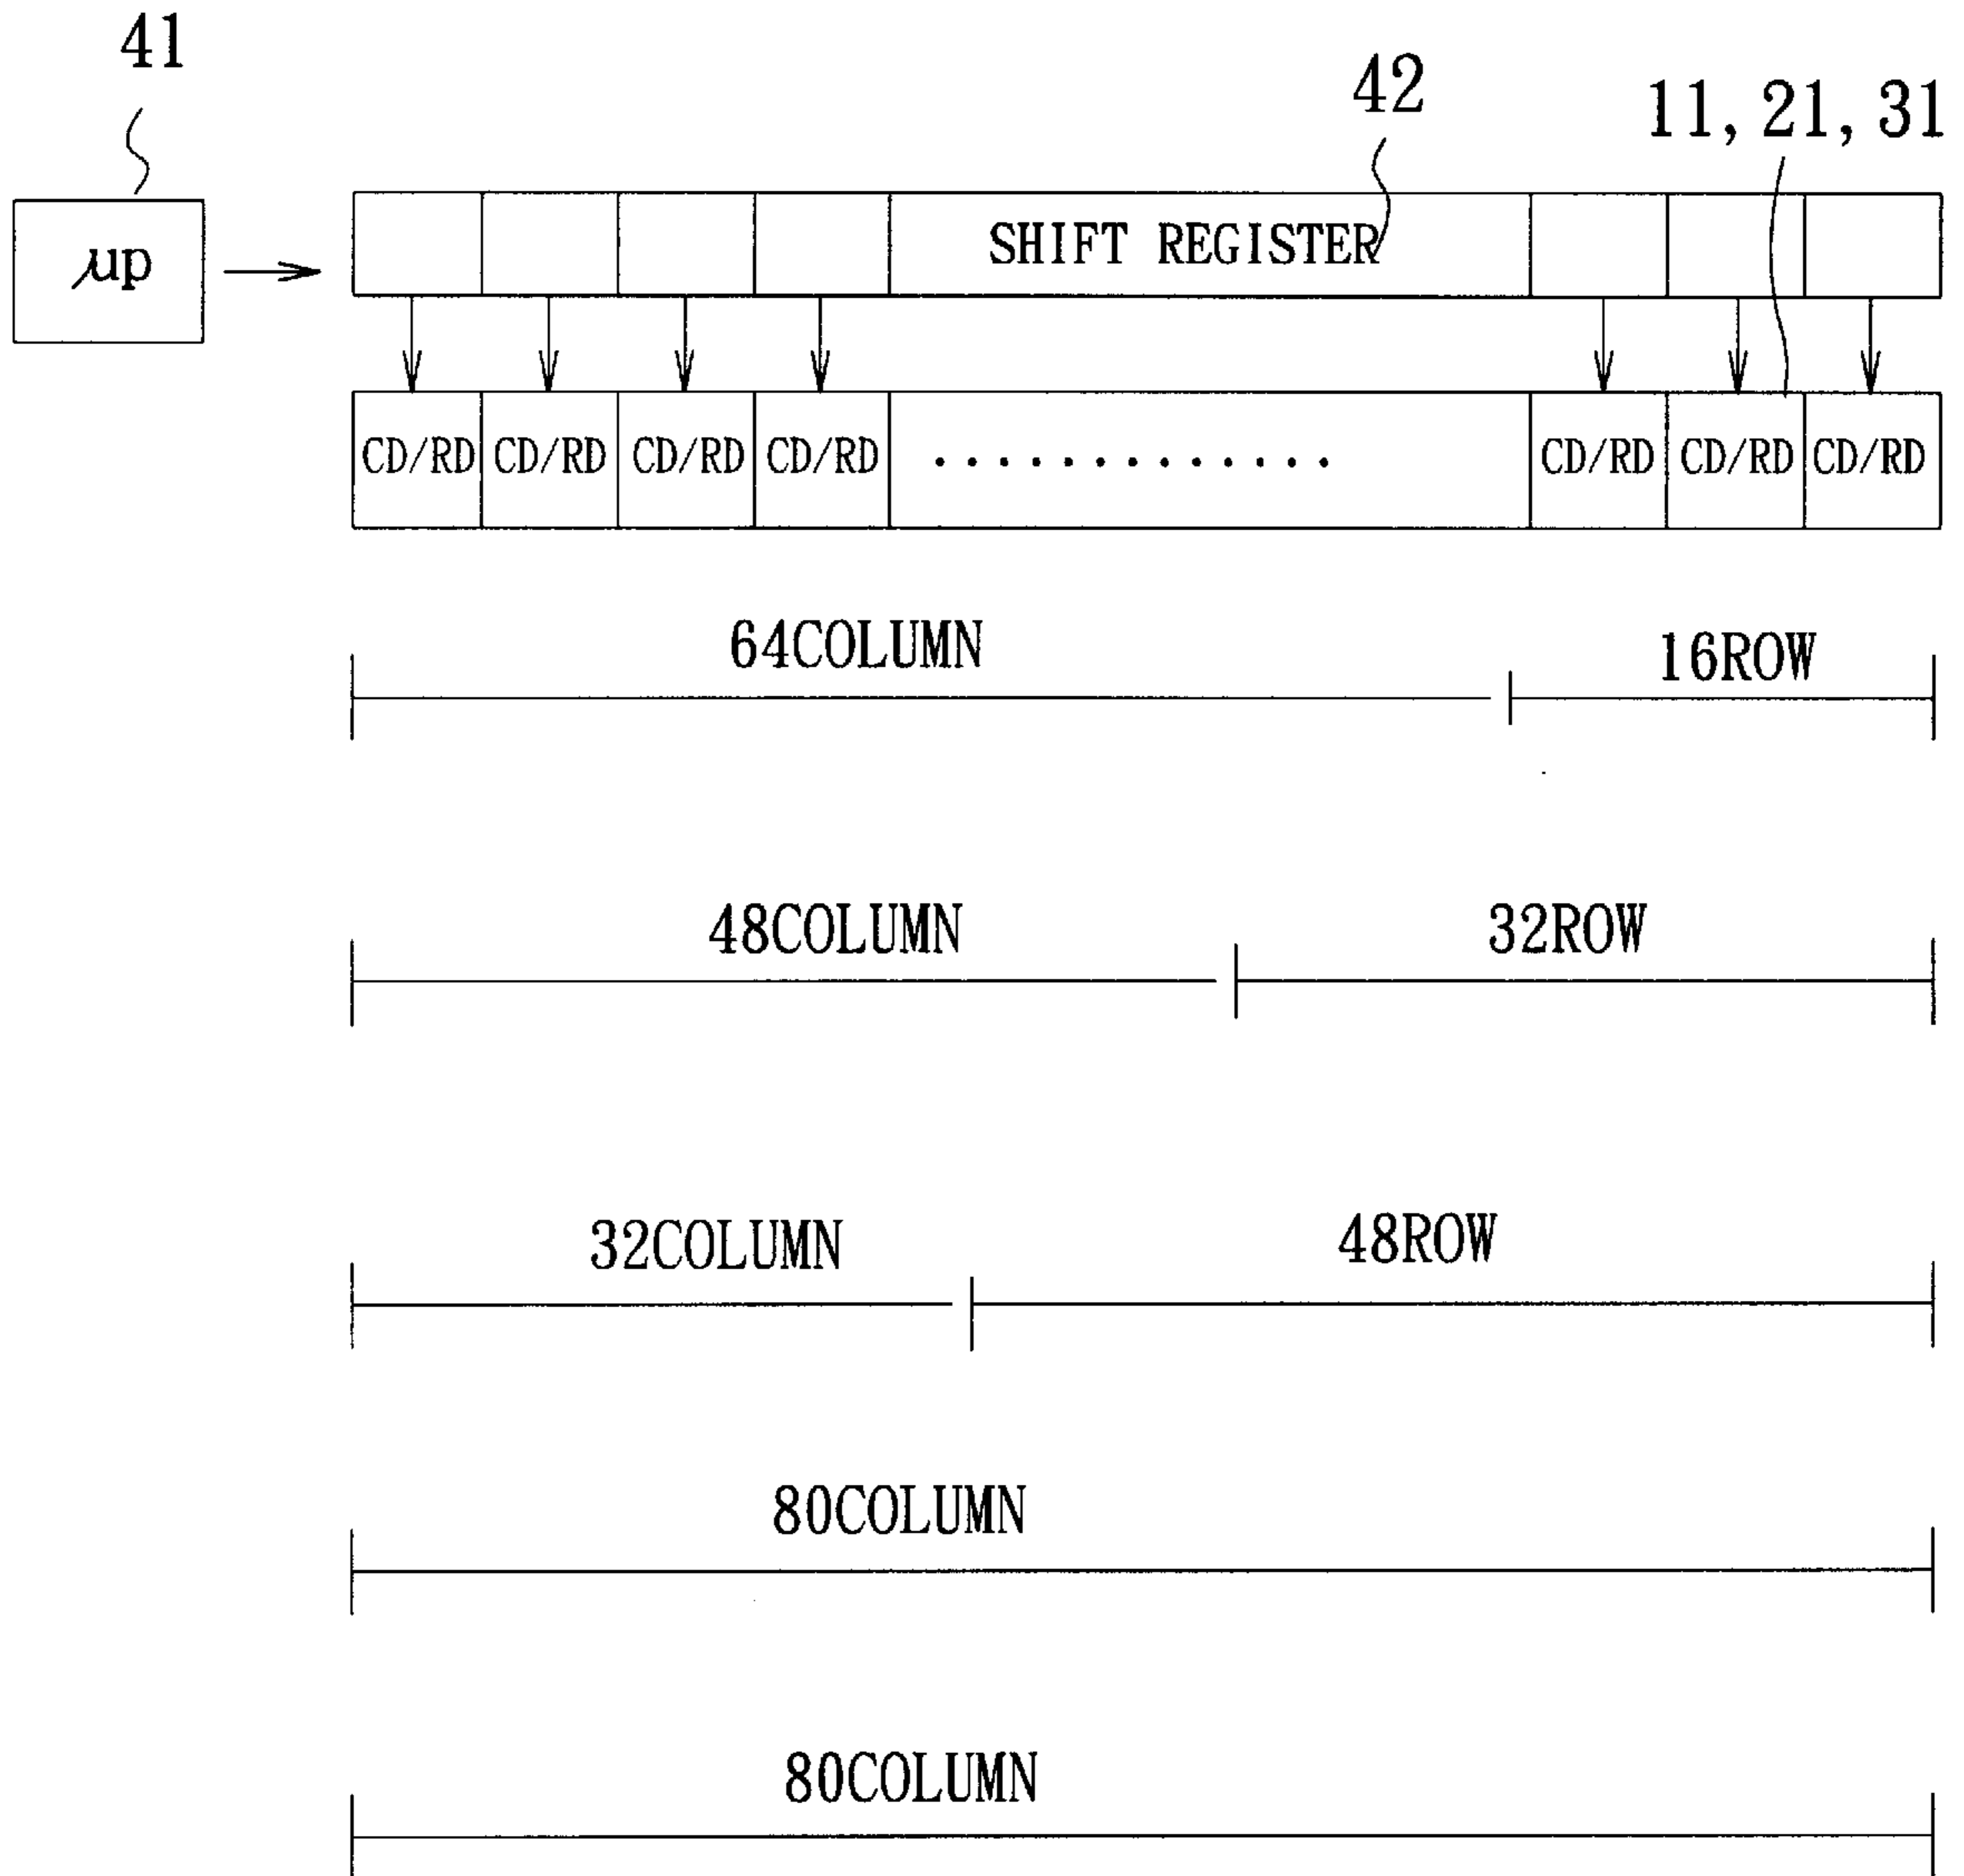 41
42
11, 21, 31
μp
SHIFT REGISTER
CD/RD CD/RD CD/RD CD/RD ............. CD/RD CD/RD CD/RD
64COLUMN 16ROW
48COLUMN 32ROW
32COLUMN 48ROW
80COLUMN
80COLUMN